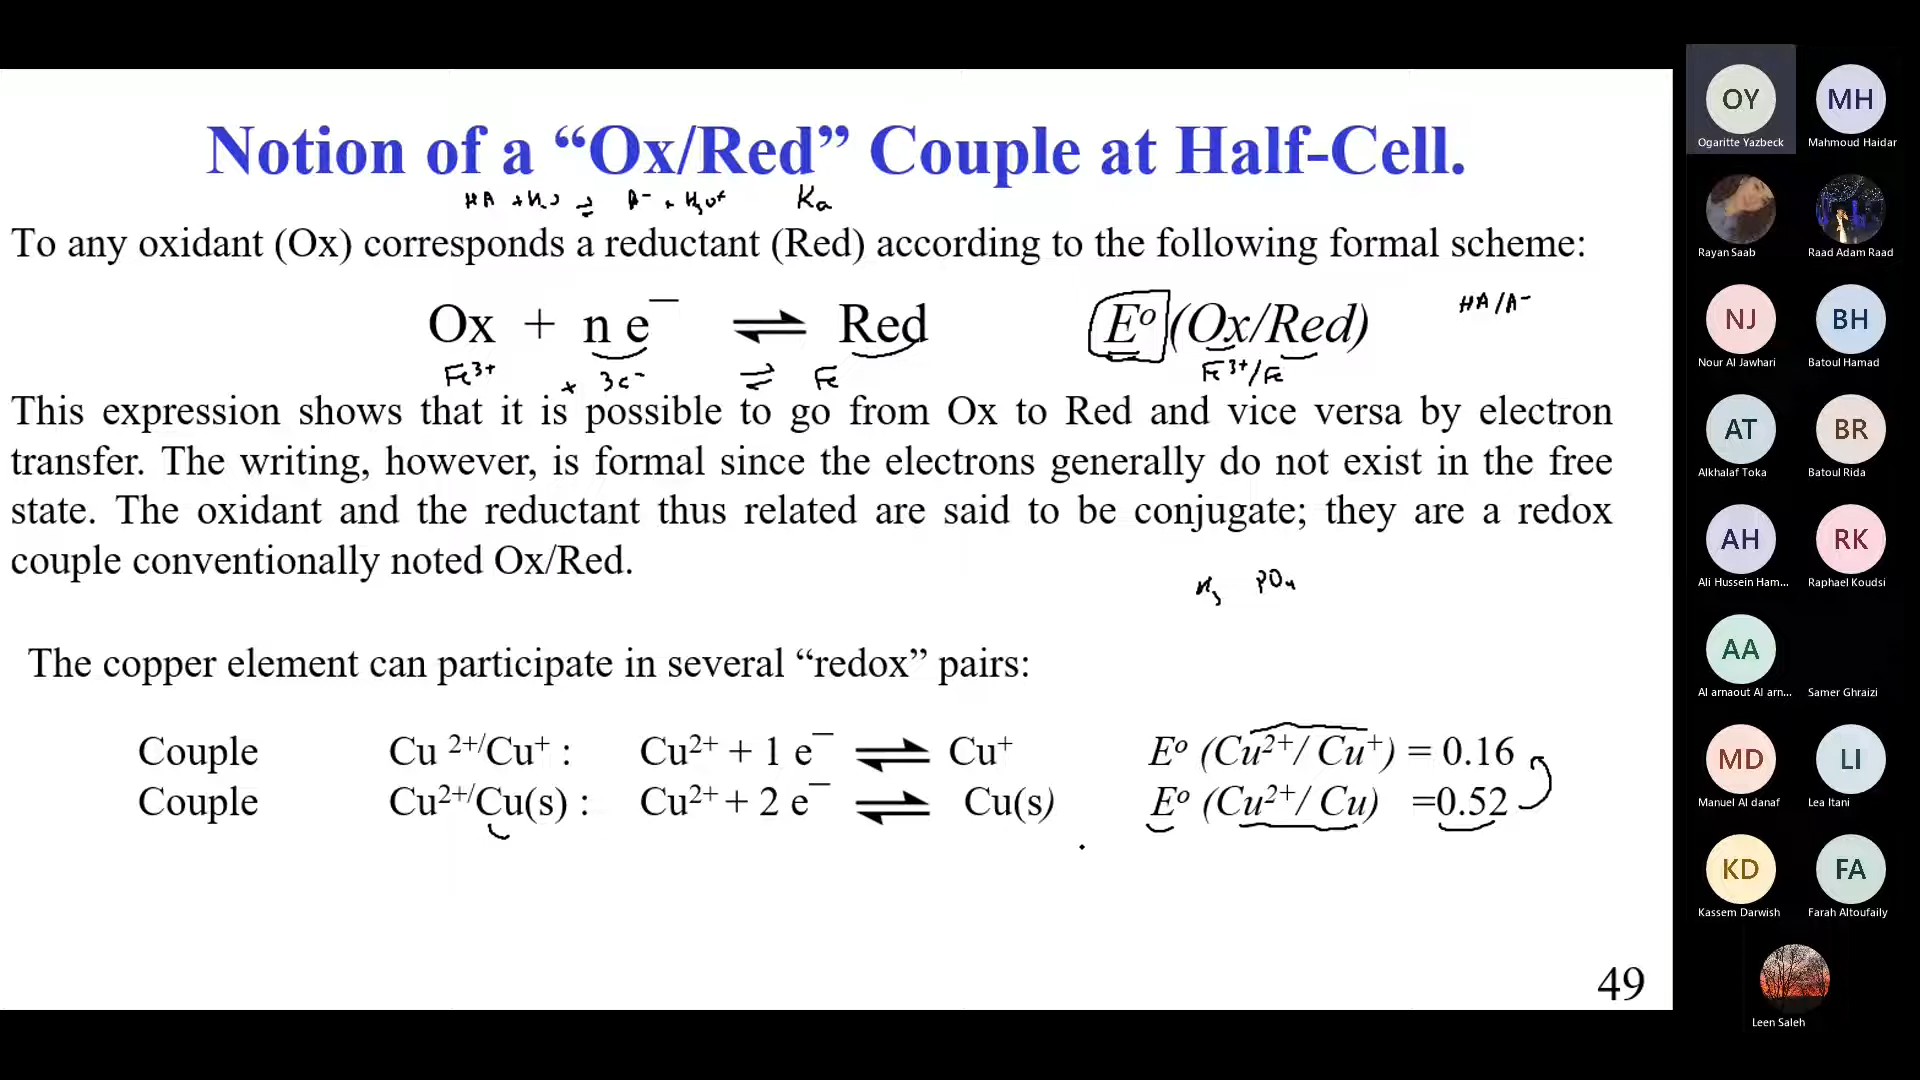 Notion of a “Ox/Red” Couple at Half-Cell.
HA + H2O ⇌ A⁻ + H3O⁺ Ka
To any oxidant (Ox) corresponds a reductant (Red) according to the following formal scheme:
Ox + n e⁻ ⇌ Red E° (Ox/Red) HA/A⁻
Fe³⁺ + 3e⁻ ⇌ Fe Fe³⁺/Fe
This expression shows that it is possible to go from Ox to Red and vice versa by electron
transfer. The writing, however, is formal since the electrons generally do not exist in the free
state. The oxidant and the reductant thus related are said to be conjugate; they are a redox
couple conventionally noted Ox/Red.
H3 PO4
The copper element can participate in several “redox” pairs:
Couple Cu ²⁺/Cu⁺ : Cu²⁺ + 1 e⁻ ⇌ Cu⁺ E° (Cu²⁺/ Cu⁺) = 0.16
Couple Cu²⁺/Cu(s) : Cu²⁺ + 2 e⁻ ⇌ Cu(s) E° (Cu²⁺/ Cu) =0.52
49
OY MH
Ogaritte Yazbeck Mahmoud Haidar
Rayan Saab Raad Adam Raad
NJ BH
Nour Al Jawhari Batoul Hamad
AT BR
Alkhalaf Toka Batoul Rida
AH RK
Ali Hussein Ham... Raphael Koudsi
AA
Al arnaout Al arn... Samer Ghraizi
MD LI
Manuel Al danaf Lea Itani
KD FA
Kassem Darwish Farah Altoufaily
Leen Saleh